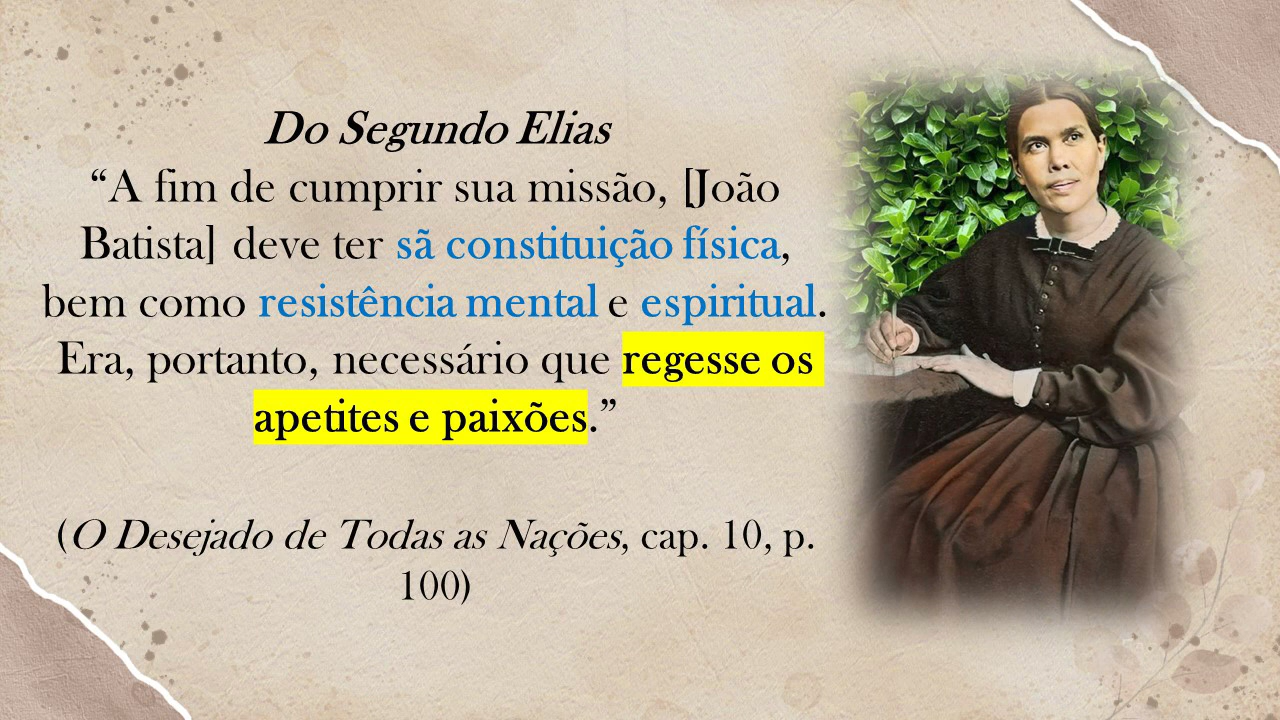 Do Segundo Elias
“A fim de cumprir sua missão, [João
Batista] deve ter sã constituição física,
bem como resistência mental e espiritual.
Era, portanto, necessário que regesse os
apetites e paixões.”
(O Desejado de Todas as Nações, cap. 10, p.
100)